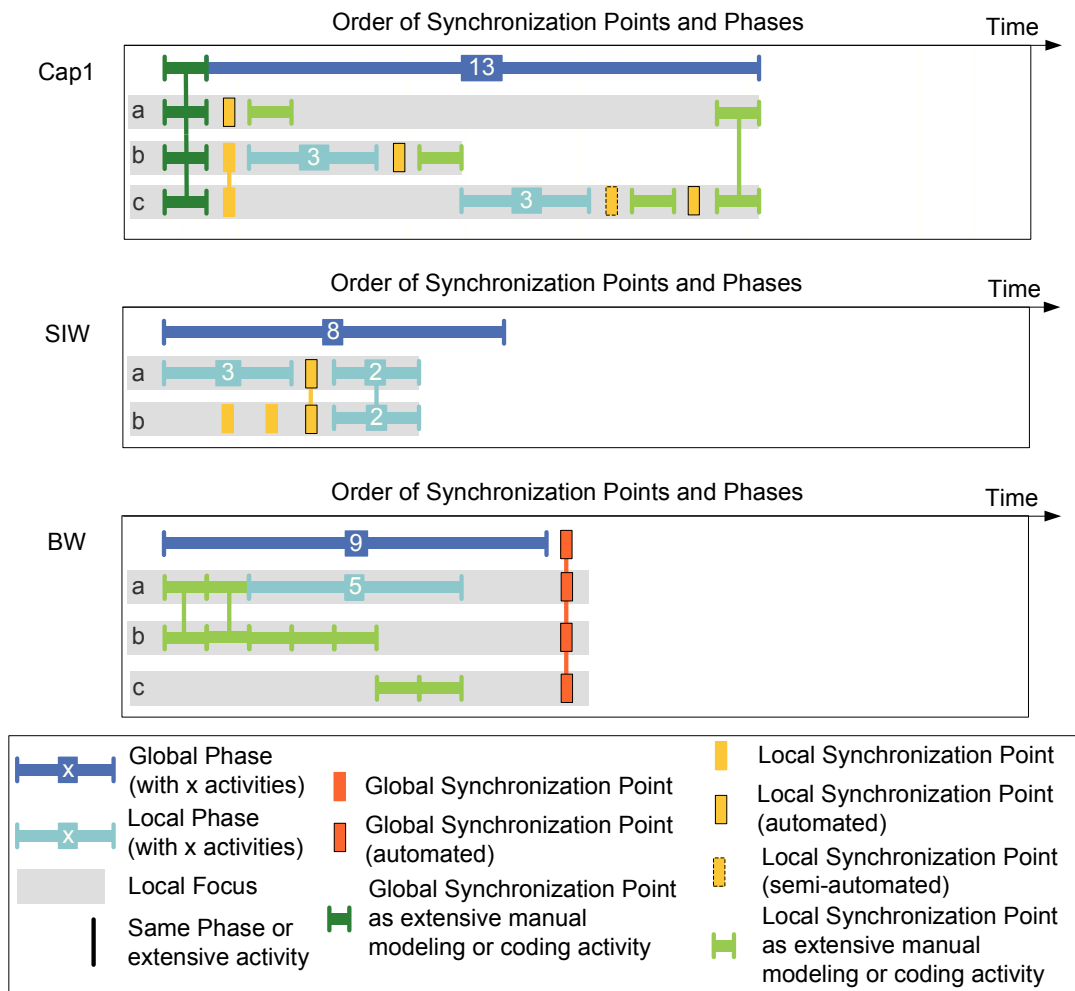 Order of Synchronization Points and Phases
Time
Cap1
13
a
b
3
c
3
Order of Synchronization Points and Phases
Time
SIW
8
a
3
2
b
2
Order of Synchronization Points and Phases
Time
BW
9
a
5
b
c
x
Global Phase
(with x activities)
x
Local Phase
(with x activities)
Local Focus
Same Phase or
extensive activity
Global Synchronization Point
Global Synchronization Point
(automated)
Global Synchronization Point
as extensive manual
modeling or coding activity
Local Synchronization Point
Local Synchronization Point
(automated)
Local Synchronization Point
(semi-automated)
Local Synchronization Point
as extensive manual
modeling or coding activity